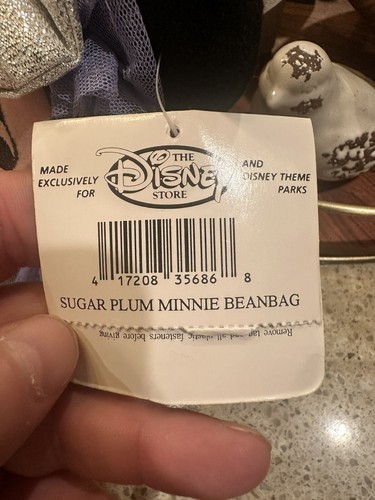 MADE
EXCLUSIVELY
FOR
THE
Disney
STORE
AND
DISNEY THEME
PARKS
4 17208 35686 8
SUGAR PLUM MINNIE BEANBAG
Remove tag and all plastic fasteners before giving